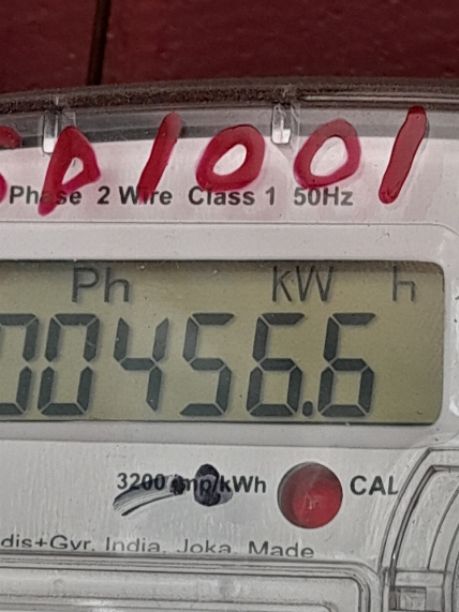 SP1001
Phase 2 Wire Class 1 50Hz
Ph kW h
00456.6
3200 imp/kWh CAL
dis+Gyr, India, Joka, Made